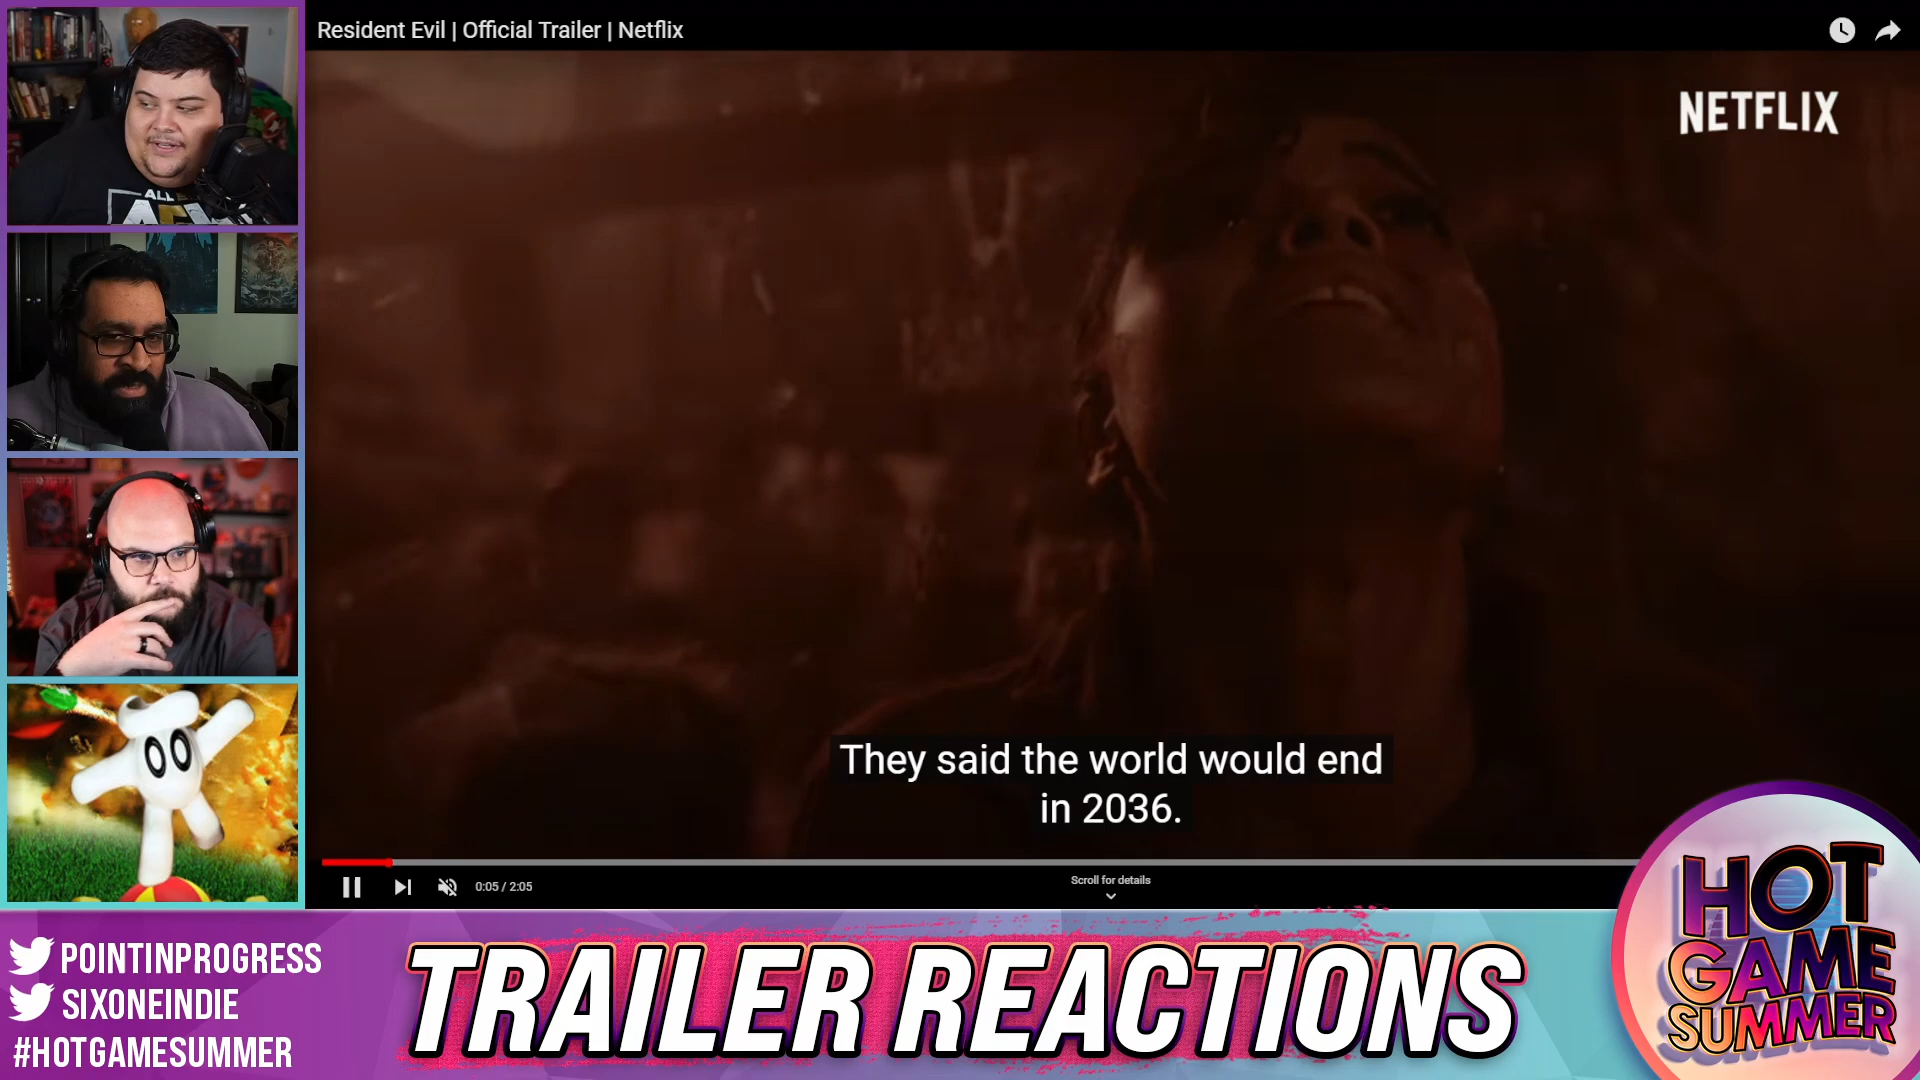 Resident Evil | Official Trailer | Netflix
NETFLIX
ALL
They said the world would end
in 2036.
0:05 / 2:05
Scroll for details
POINTINPROGRESS
SIXONEINDIE
#HOTGAMESUMMER
TRAILER REACTIONS
HOT
GAME
SUMMER